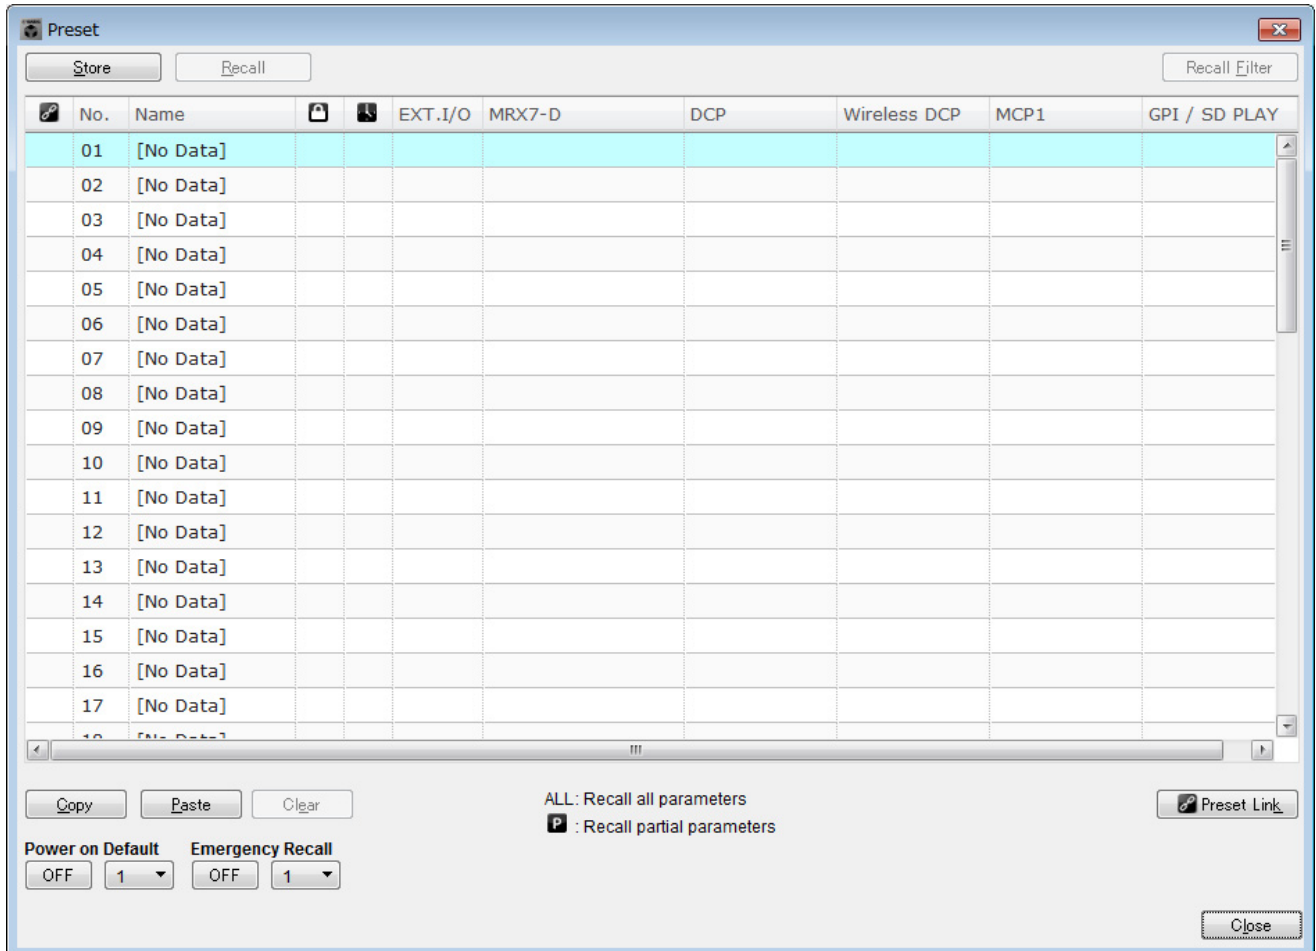 Preset
Store Recall Recall Filter
No. Name EXT.I/O MRX7-D DCP Wireless DCP MCP1 GPI / SD PLAY
01 [No Data]
02 [No Data]
03 [No Data]
04 [No Data]
05 [No Data]
06 [No Data]
07 [No Data]
08 [No Data]
09 [No Data]
10 [No Data]
11 [No Data]
12 [No Data]
13 [No Data]
14 [No Data]
15 [No Data]
16 [No Data]
17 [No Data]
18 [No Data]
Copy Paste Clear ALL: Recall all parameters Preset Link
P : Recall partial parameters
Power on Default Emergency Recall
OFF 1 OFF 1
Close